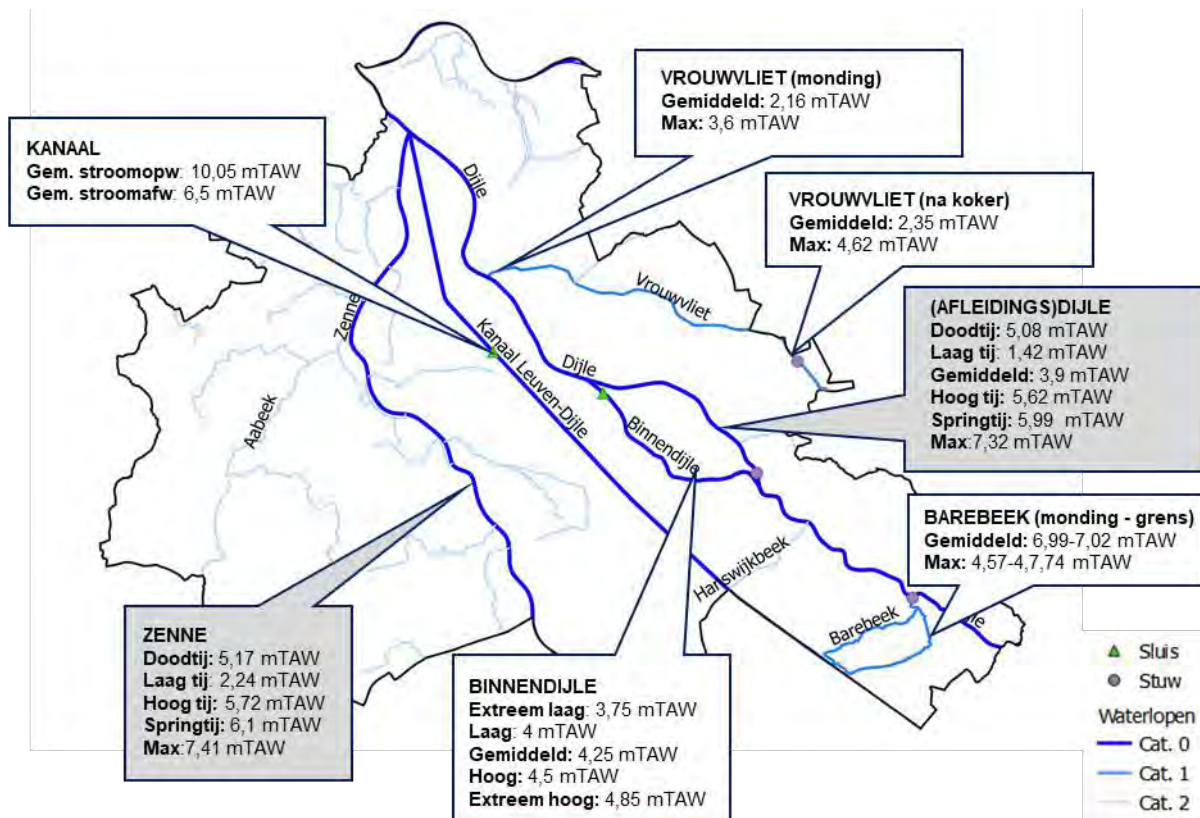 VROUWVLIET (monding)
Gemiddeld: 2,16 mTAW
Max: 3,6 mTAW
KANAAL
Gem. stroomopw: 10,05 mTAW
Gem. stroomafw: 6,5 mTAW
VROUWVLIET (na koker)
Gemiddeld: 2,35 mTAW
Max: 4,62 mTAW
(AFLEIDINGS)DIJLE
Doodtij: 5,08 mTAW
Laag tij: 1,42 mTAW
Gemiddeld: 3,9 mTAW
Hoog tij: 5,62 mTAW
Springtij: 5,99 mTAW
Max:7,32 mTAW
BAREBEEK (monding - grens)
Gemiddeld: 6,99-7,02 mTAW
Max: 4,57-4,7,74 mTAW
ZENNE
Doodtij: 5,17 mTAW
Laag tij: 2,24 mTAW
Hoog tij: 5,72 mTAW
Springtij: 6,1 mTAW
Max:7,41 mTAW
BINNENDIJLE
Extreem laag: 3,75 mTAW
Laag: 4 mTAW
Gemiddeld: 4,25 mTAW
Hoog: 4,5 mTAW
Extreem hoog: 4,85 mTAW
Dijle
Vrouwvliet
Zenne
Kanaal Leuven-Dijle
Dijle
Binnendijle
Aabeek
Hanswijkbeek
Barebeek
le
Sluis
Stuw
Waterlopen
Cat. 0
Cat. 1
Cat. 2